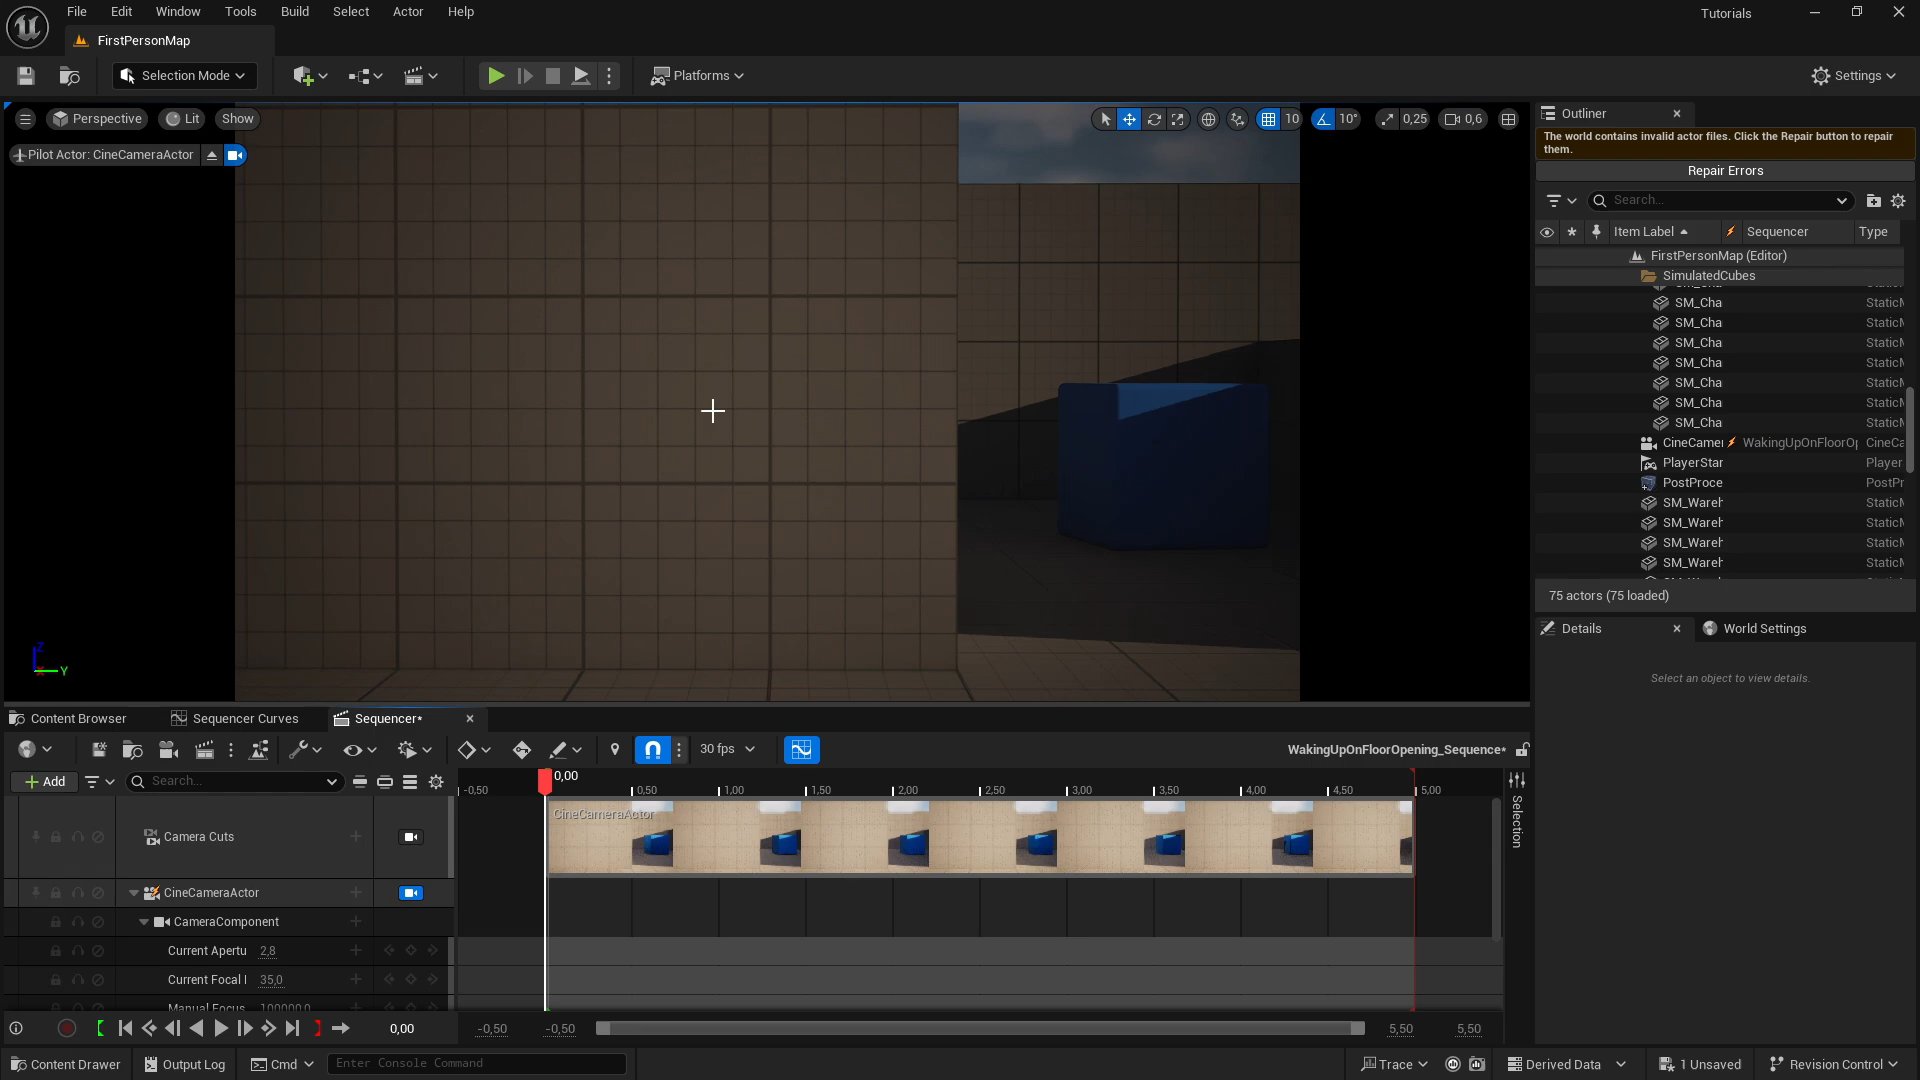 File Edit Window Tools Build Select Actor Help
Tutorials
FirstPersonMap
Selection Mode
Platforms
Settings
Perspective Lit Show
10 10° 0,25 0,6
Pilot Actor: CineCameraActor
Outliner
The world contains invalid actor files. Click the Repair button to repair
them.
Repair Errors
Search...
Item Label Sequencer Type
FirstPersonMap (Editor)
SimulatedCubes
SM_Cha StaticM
SM_Cha StaticM
SM_Cha StaticM
SM_Cha StaticM
SM_Cha StaticM
SM_Cha StaticM
SM_Cha StaticM
CineCamer WakingUpOnFloorOp CineCa
PlayerStar Player
PostProce PostPr
SM_Wareh StaticM
SM_Wareh StaticM
SM_Wareh StaticM
SM_Wareh StaticM
75 actors (75 loaded)
Details World Settings
Select an object to view details.
Z
X
Y
Content Browser Sequencer Curves Sequencer*
30 fps WakingUpOnFloorOpening_Sequence*
+ Add Search...
0,00
-0,50 0,50 1,00 1,50 2,00 2,50 3,00 3,50 4,00 4,50 5,00
CineCameraActor
Selection
Camera Cuts
CineCameraActor
CameraComponent
Current Apertu 2,8
Current Focal l 35,0
Manual Focus 100000,0
0,00 -0,50 -0,50 5,50 5,50
Content Drawer Output Log Cmd Enter Console Command Trace Derived Data 1 Unsaved Revision Control